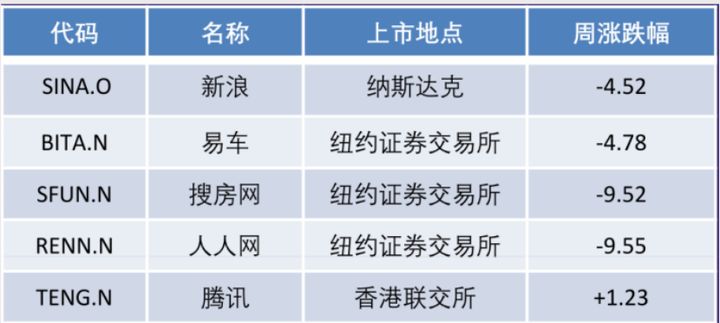 代码 名称 上市地点 周涨跌幅
SINA.O 新浪 纳斯达克 -4.52
BITA.N 易车 纽约证券交易所 -4.78
SFUN.N 搜房网 纽约证券交易所 -9.52
RENN.N 人人网 纽约证券交易所 -9.55
TENG.N 腾讯 香港联交所 +1.23